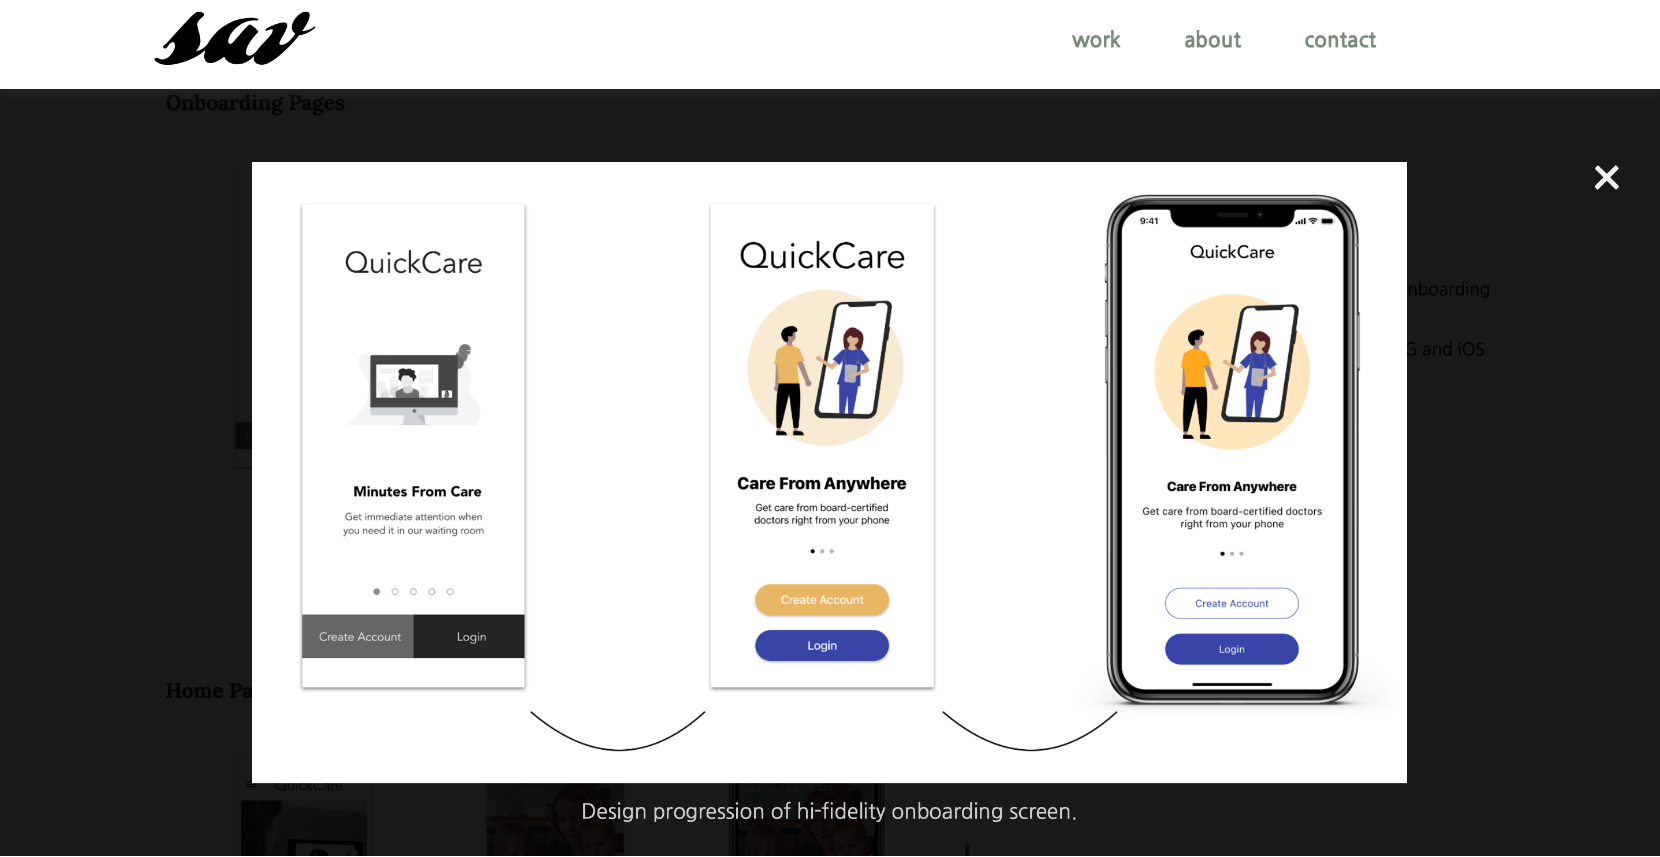 sav
work
about
contact
Onboarding Pages
QuickCare
Minutes From Care
Get immediate attention when
you need it in our waiting room
Create Account
Login
QuickCare
Care From Anywhere
Get care from board-certified
doctors right from your phone
Create Account
Login
9:41
QuickCare
Care From Anywhere
Get care from board-certified doctors
right from your phone
Create Account
Login
nboarding
G and iOS
Home Pa
QuickCare
Design progression of hi-fidelity onboarding screen.